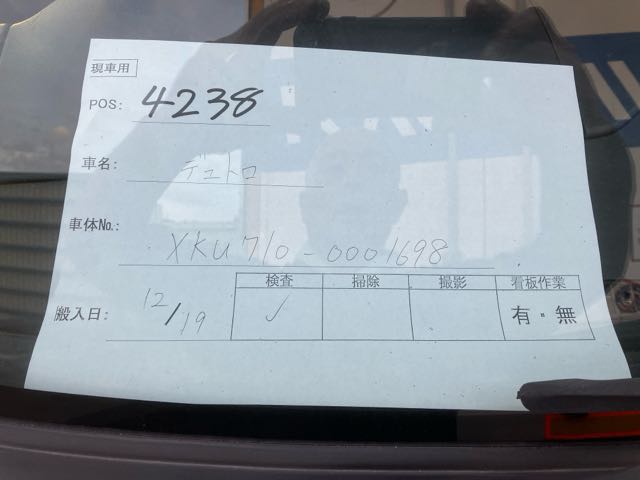 現車用
POS: 4238
車名: デュトロ
車体No.: XKU710-0001698
検査 掃除 撮影 看板作業
搬入日: 12/19 ✓ 有・無